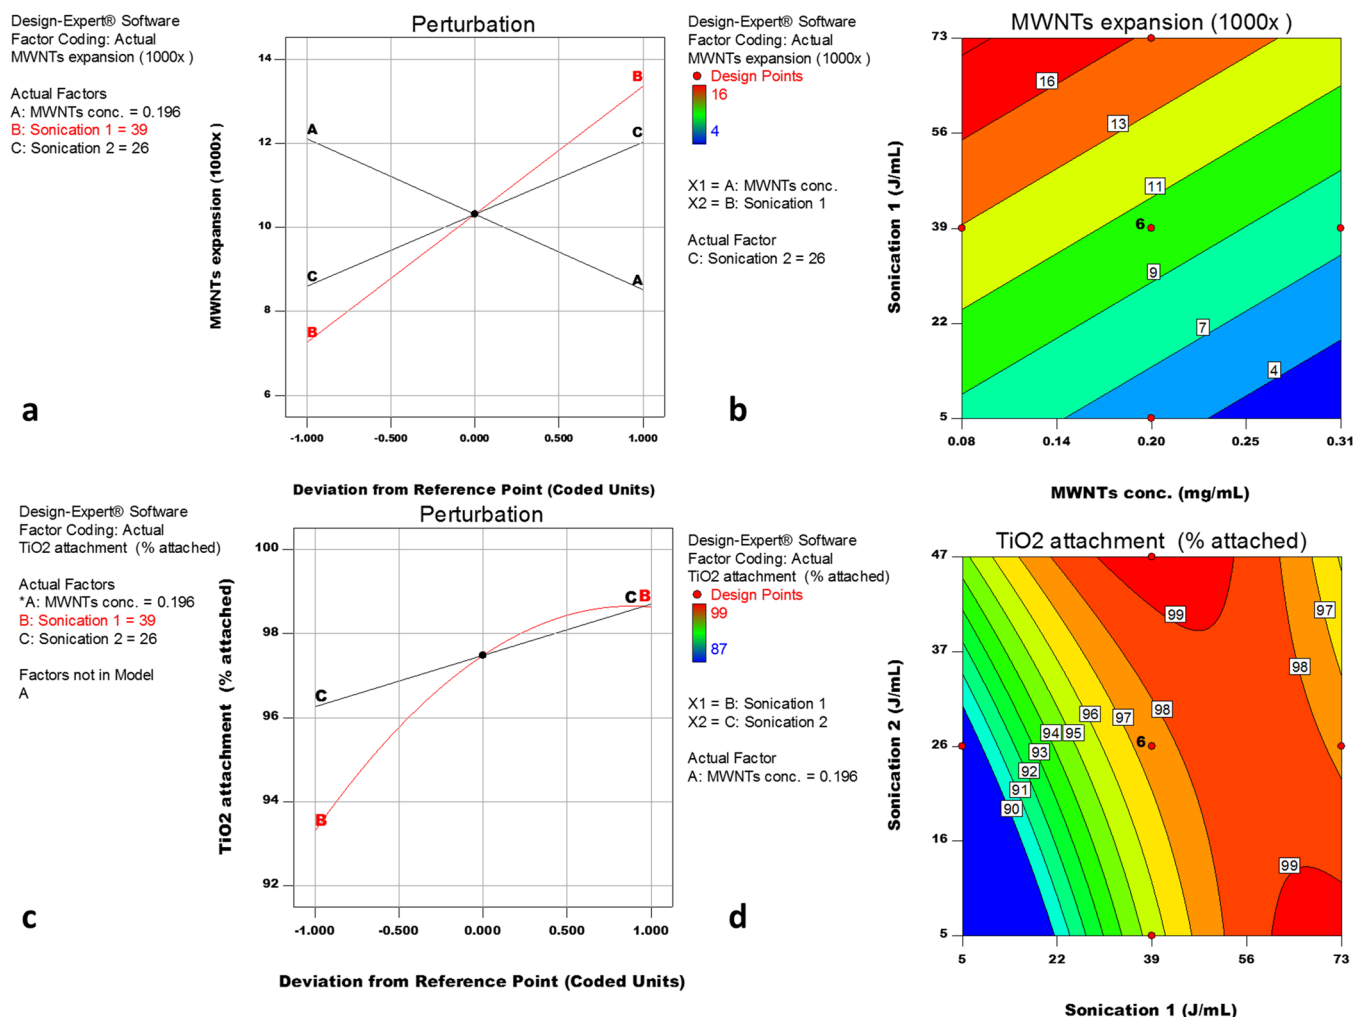 Design-Expert® Software
Factor Coding: Actual
MWNTs expansion (1000x )
Actual Factors
A: MWNTs conc. = 0.196
B: Sonication 1 = 39
C: Sonication 2 = 26
a
Perturbation
MWNTs expansion (1000x )
14
12
10
8
6
A
B
C
C
B
A
-1.000
-0.500
0.000
0.500
1.000
Deviation from Reference Point (Coded Units)
Design-Expert® Software
Factor Coding: Actual
MWNTs expansion (1000x )
Design Points
16
4
X1 = A: MWNTs conc.
X2 = B: Sonication 1
Actual Factor
C: Sonication 2 = 26
b
MWNTs expansion (1000x )
Sonication 1 (J/mL)
73
56
39
22
5
16
13
11
6
9
7
4
0.08
0.14
0.20
0.25
0.31
MWNTs conc. (mg/mL)
Design-Expert® Software
Factor Coding: Actual
TiO2 attachment (% attached)
Actual Factors
*A: MWNTs conc. = 0.196
B: Sonication 1 = 39
C: Sonication 2 = 26
Factors not in Model
A
c
Perturbation
TiO2 attachment (% attached)
100
98
96
94
92
C
B
C
B
-1.000
-0.500
0.000
0.500
1.000
Deviation from Reference Point (Coded Units)
Design-Expert® Software
Factor Coding: Actual
TiO2 attachment (% attached)
Design Points
99
87
X1 = B: Sonication 1
X2 = C: Sonication 2
Actual Factor
A: MWNTs conc. = 0.196
d
TiO2 attachment (% attached)
Sonication 2 (J/mL)
47
37
26
16
5
99
97
98
98
97
96
95
94
93
92
91
90
6
99
5
22
39
56
73
Sonication 1 (J/mL)